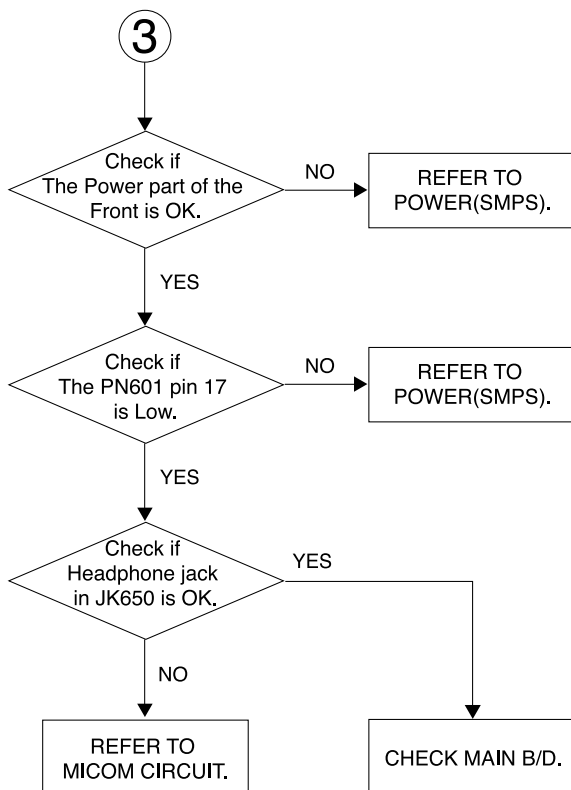 3
Check if
The Power part of the
Front is OK.
NO
REFER TO
POWER(SMPS).
YES
Check if
The PN601 pin 17
is Low.
NO
REFER TO
POWER(SMPS).
YES
Check if
Headphone jack
in JK650 is OK.
YES
NO
REFER TO
MICOM CIRCUIT.
CHECK MAIN B/D.